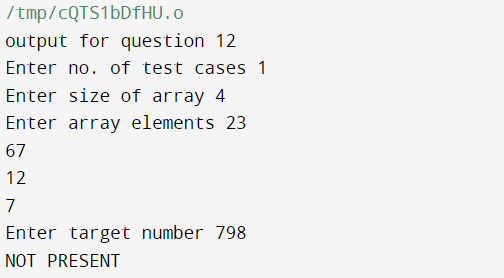 /tmp/cQTS1bDfHU.o
output for question 12
Enter no. of test cases 1
Enter size of array 4
Enter array elements 23
67
12
7
Enter target number 798
NOT PRESENT